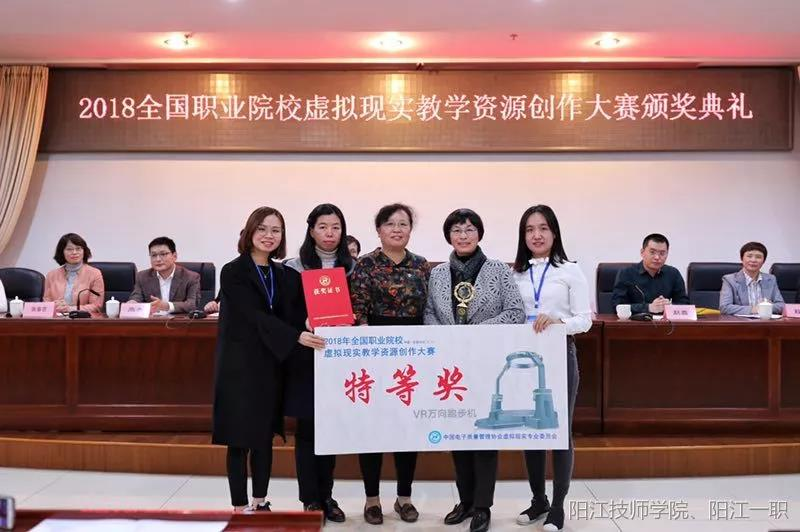 2018全国职业院校虚拟现实教学资源创作大赛颁奖典礼
获奖证书
2018年全国职业院校
虚拟现实教学资源创作大赛
特等奖
VR万向跑步机
中国电子质量管理协会虚拟现实专业委员会
阳江技师学院、阳江一职